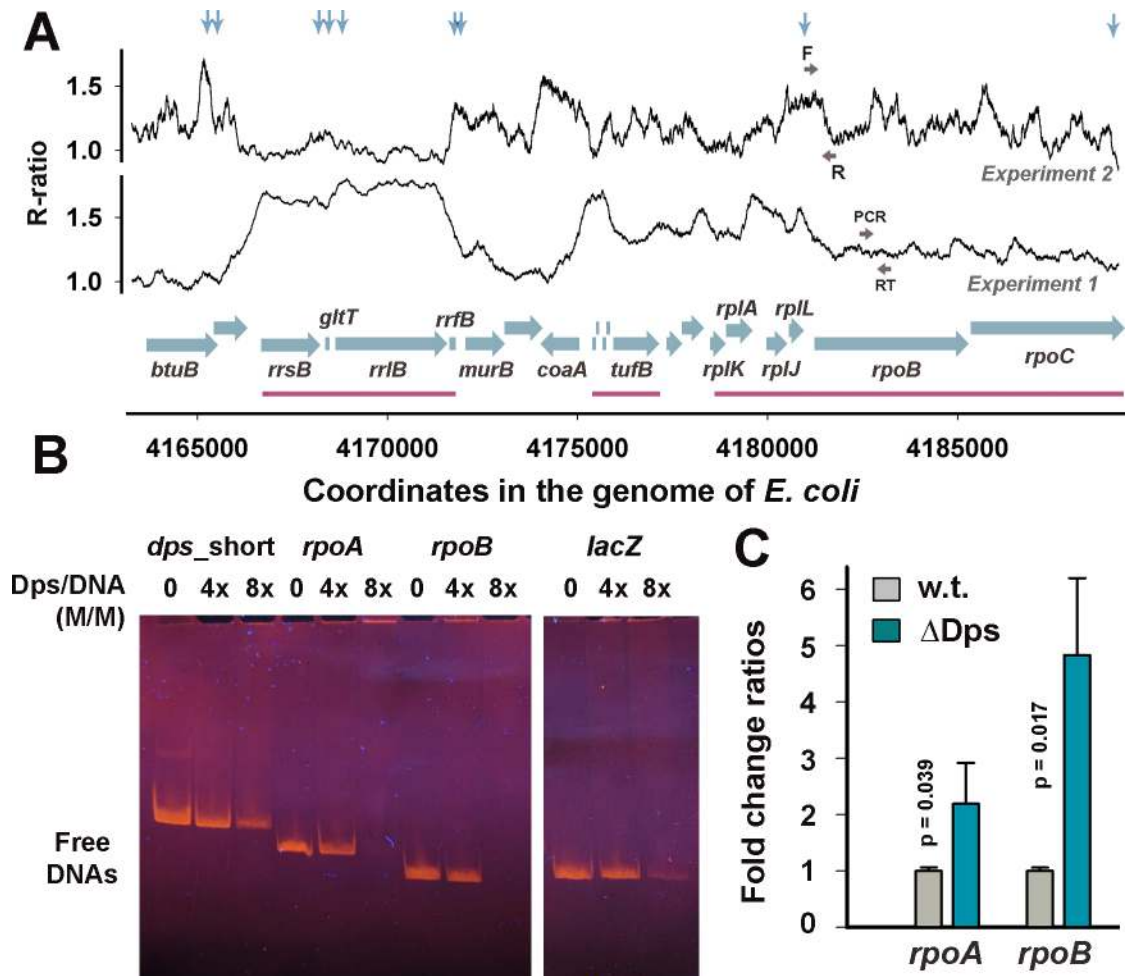 A
F
1.5
1.0
R
Experiment 2
R-ratio
1.5
PCR
1.0
RT
Experiment 1
gltT
rrfB
rplA
rplL
btuB
rrsB
rrlB
murB
coaA
tufB
rplK
rplJ
rpoB
rpoC
4165000 4170000 4175000 4180000 4185000
Coordinates in the genome of E. coli
B
dps_short rpoA rpoB lacZ
Dps/DNA 0 4x 8x 0 4x 8x 0 4x 8x 0 4x 8x
(M/M)
Free
DNAs
C
w.t.
ΔDps
Fold change ratios
6
5
4
3
2
1
0
p = 0.039
p = 0.017
rpoA rpoB